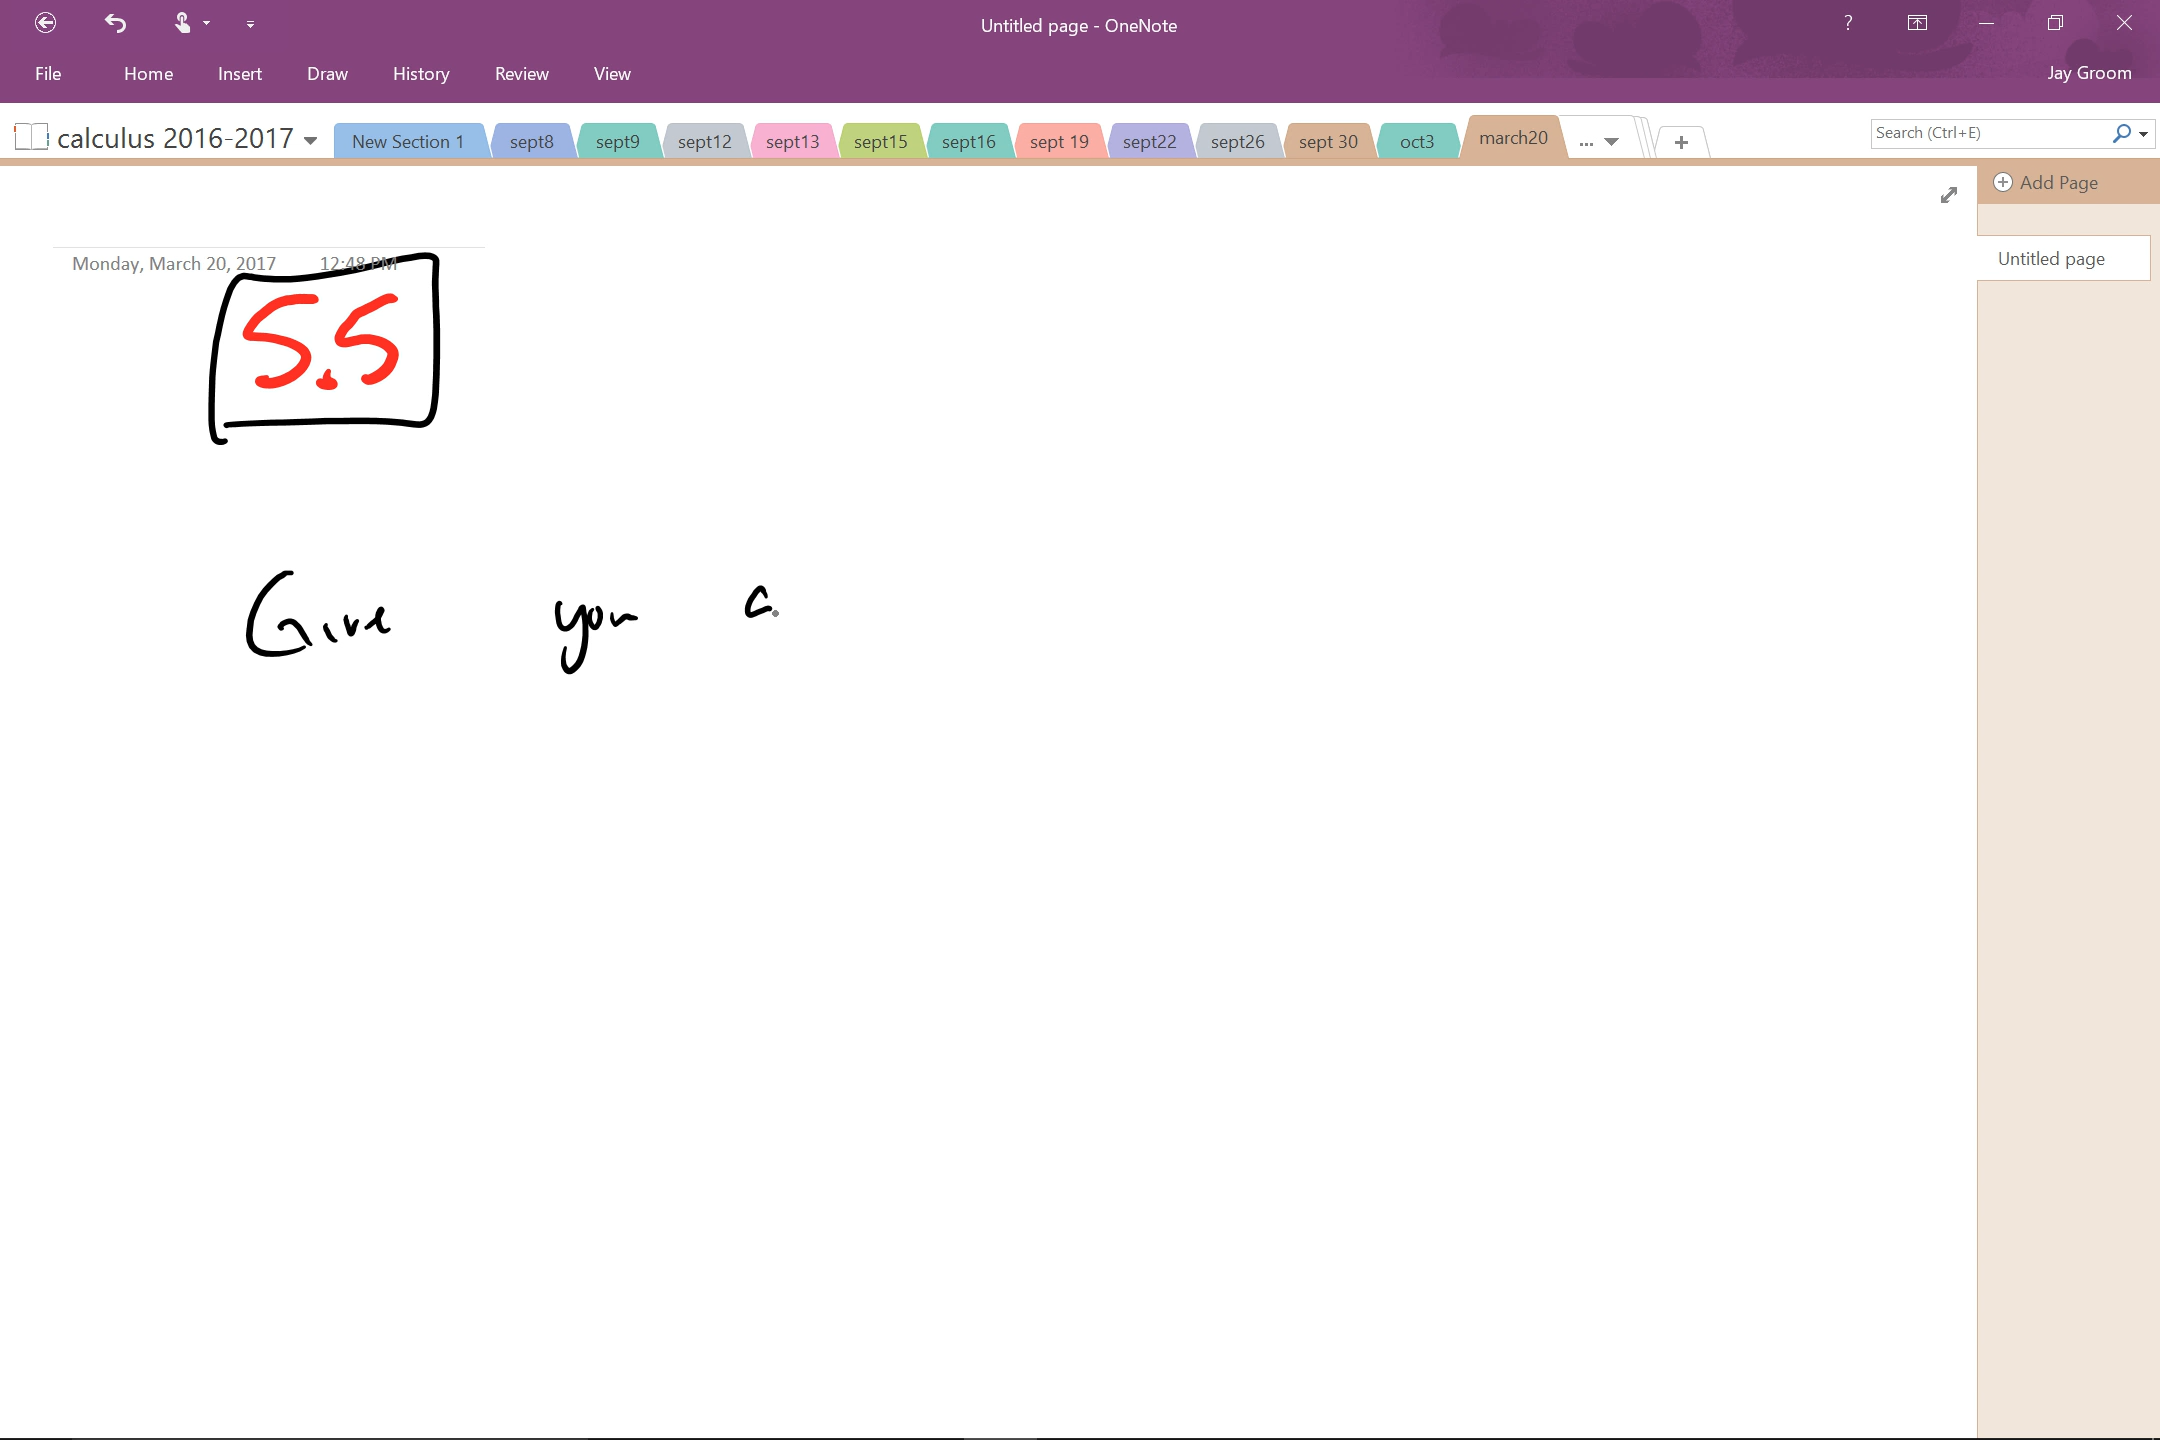 Untitled page - OneNote
?
File Home Insert Draw History Review View
Jay Groom
calculus 2016-2017 New Section 1 sept8 sept9 sept12 sept13 sept15 sept16 sept 19 sept22 sept26 sept 30 oct3 march20 ... +
Search (Ctrl+E)
Add Page
Untitled page
Monday, March 20, 2017 12:48 PM
5.5
Give you a